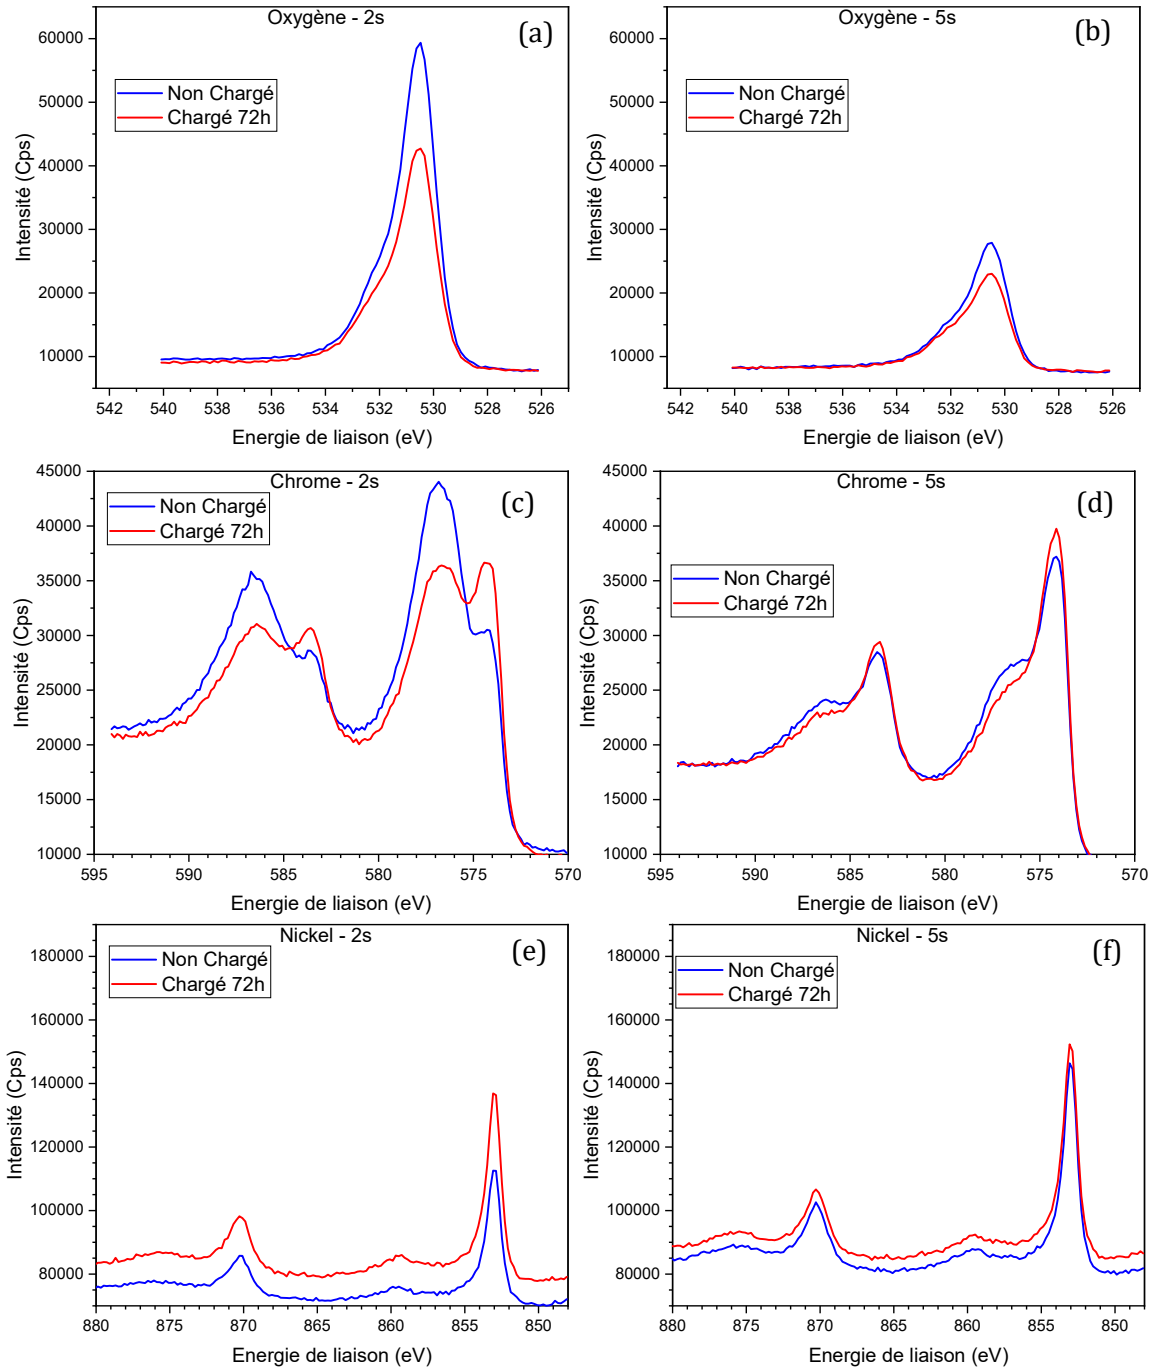 Oxygène - 2s
(a)
Non Chargé
Chargé 72h
Intensité (Cps)
60000
50000
40000
30000
20000
10000
542 540 538 536 534 532 530 528 526
Energie de liaison (eV)
Oxygène - 5s
(b)
Non Chargé
Chargé 72h
Intensité (Cps)
60000
50000
40000
30000
20000
10000
542 540 538 536 534 532 530 528 526
Energie de liaison (eV)
Chrome - 2s
(c)
Non Chargé
Chargé 72h
Intensité (Cps)
45000
40000
35000
30000
25000
20000
15000
10000
595 590 585 580 575 570
Energie de liaison (eV)
Chrome - 5s
(d)
Non Chargé
Chargé 72h
Intensité (Cps)
45000
40000
35000
30000
25000
20000
15000
10000
595 590 585 580 575 570
Energie de liaison (eV)
Nickel - 2s
(e)
Non Chargé
Chargé 72h
Intensité (Cps)
180000
160000
140000
120000
100000
80000
880 875 870 865 860 855 850
Energie de liaison (eV)
Nickel - 5s
(f)
Non Chargé
Chargé 72h
Intensité (Cps)
180000
160000
140000
120000
100000
80000
880 875 870 865 860 855 850
Energie de liaison (eV)